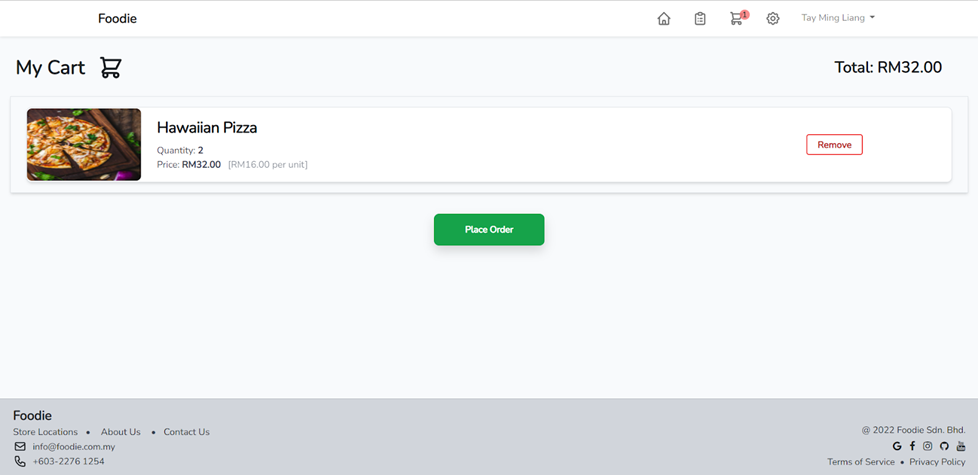 Foodie
1
Tay Ming Liang
My Cart
Total: RM32.00
Hawaiian Pizza
Quantity: 2
Price: RM32.00 [RM16.00 per unit]
Remove
Place Order
Foodie
Store Locations • About Us • Contact Us
info@foodie.com.my
+603-2276 1254
@ 2022 Foodie Sdn. Bhd.
Terms of Service • Privacy Policy